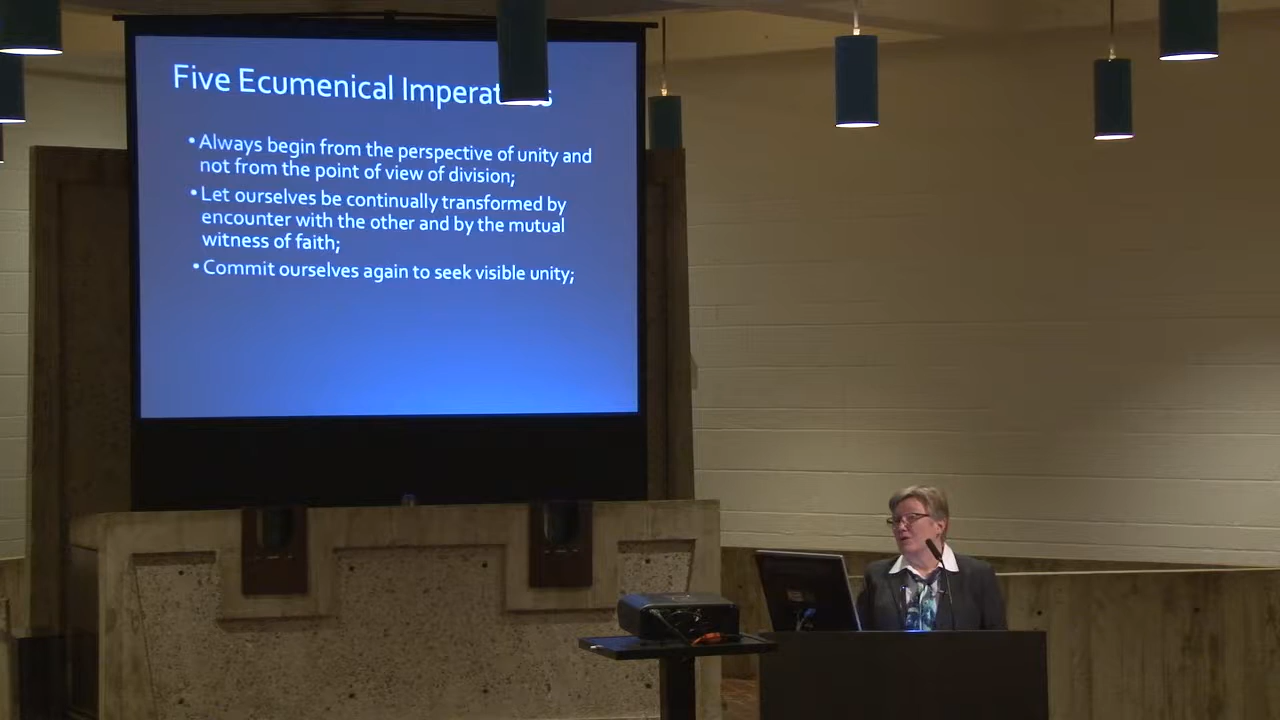 Five Ecumenical
• Always begin from the perspective of unity and
not from the point of view of division;
• Let ourselves be continually transformed by
encounter with the other and by the mutual
witness of faith;
• Commit ourselves again to seek visible unity;